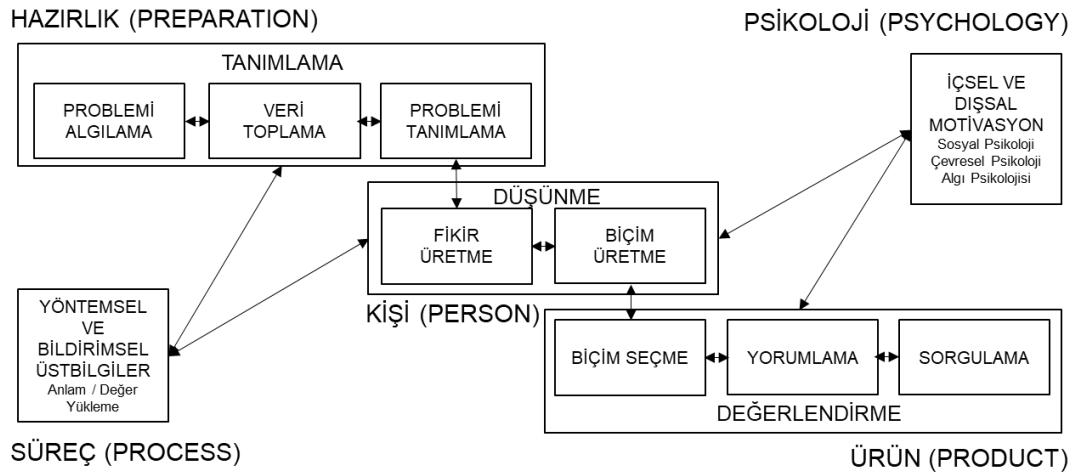 HAZIRLIK (PREPARATION)
TANIMLAMA
PROBLEMİ
ALGILAMA
VERİ
TOPLAMA
PROBLEMİ
TANIMLAMA
PSİKOLOJİ (PSYCHOLOGY)
İÇSEL VE
DIŞSAL
MOTİVASYON
Sosyal Psikoloji
Çevresel Psikoloji
Algı Psikolojisi
DÜŞÜNME
FİKİR
ÜRETME
BİÇİM
ÜRETME
KİŞİ (PERSON)
YÖNTEMSEL
VE
BİLDİRİMSEL
ÜSTBİLGİLER
Anlam / Değer
Yükleme
SÜREÇ (PROCESS)
BİÇİM SEÇME
YORUMLAMA
SORGULAMA
DEĞERLENDİRME
ÜRÜN (PRODUCT)